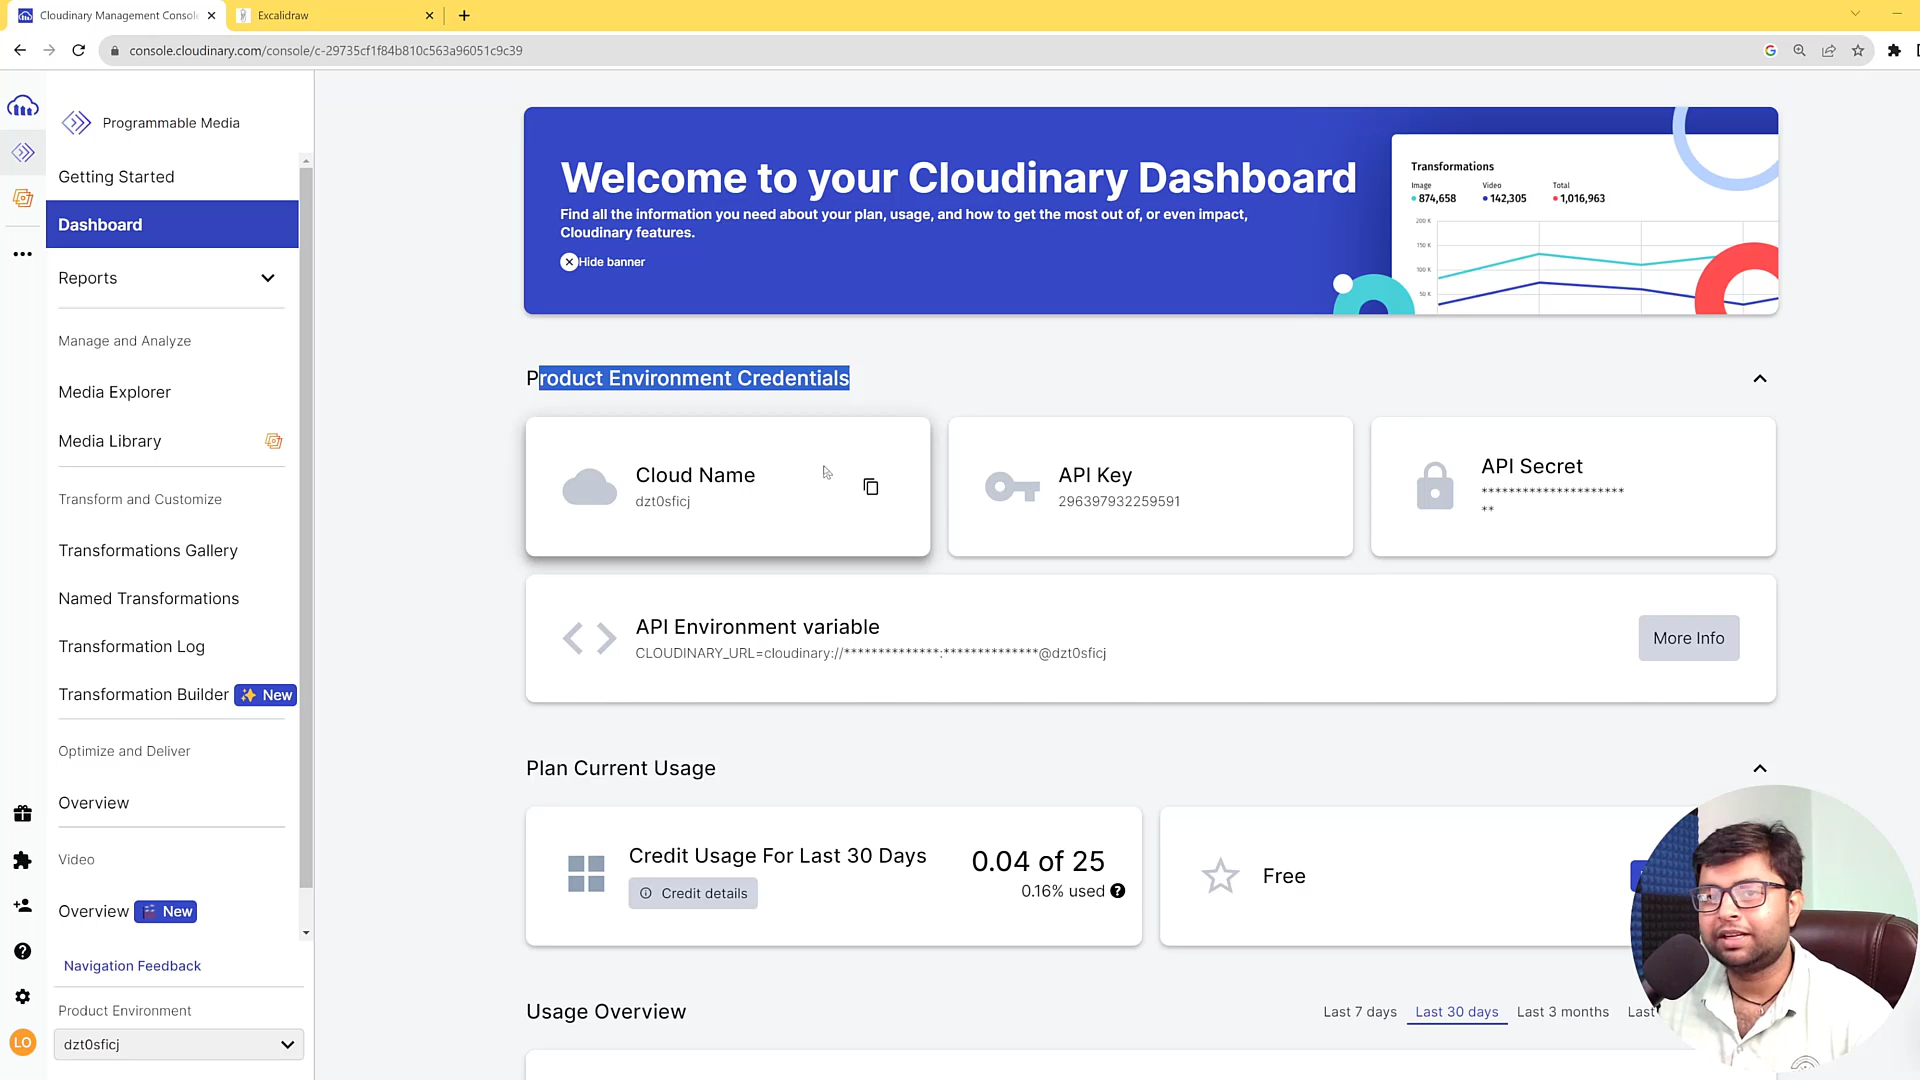 Cloudinary Management Console
Excalidraw
console.cloudinary.com/console/c-29735cf1f84b810c563a96051c9c39
Programmable Media
Getting Started
Dashboard
Reports
Manage and Analyze
Media Explorer
Media Library
Transform and Customize
Transformations Gallery
Named Transformations
Transformation Log
Transformation Builder ✨ New
Optimize and Deliver
Overview
Video
Overview New
Navigation Feedback
Product Environment
LO
dzt0sficj
Welcome to your Cloudinary Dashboard
Find all the information you need about your plan, usage, and how to get the most out of, or even impact,
Cloudinary features.
Hide banner
Transformations
Image Video Total
874,658 142,305 1,016,963
200 K
150 K
100 K
50 K
Product Environment Credentials
Cloud Name
dzt0sficj
API Key
296397932259591
API Secret
*********************
**
API Environment variable
CLOUDINARY_URL=cloudinary://**************:**************@dzt0sficj
More Info
Plan Current Usage
Credit Usage For Last 30 Days
Credit details
0.04 of 25
0.16% used
Free
Usage Overview
Last 7 days Last 30 days Last 3 months Last